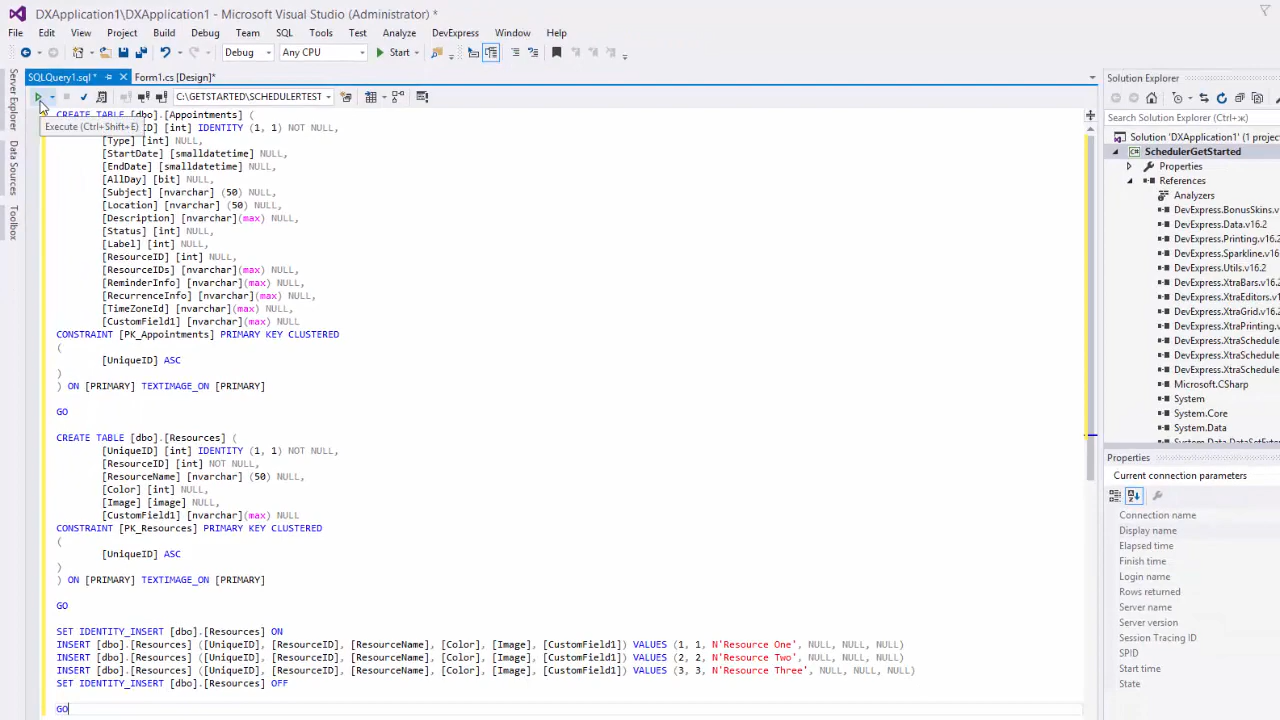 DXApplication1\DXApplication1 - Microsoft Visual Studio (Administrator) *
File Edit View Project Build Debug Team SQL Tools Test Analyze DevExpress Window Help
Debug Any CPU Start
SQLQuery1.sql * Form1.cs [Design]*
C:\GETSTARTED\SCHEDULERTEST
Server Explorer
Data Sources
Toolbox
CREATE TABLE [dbo].[Appointments] (
Execute (Ctrl+Shift+E)
D] [int] IDENTITY (1, 1) NOT NULL,
[Type] [int] NULL,
[StartDate] [smalldatetime] NULL,
[EndDate] [smalldatetime] NULL,
[AllDay] [bit] NULL,
[Subject] [nvarchar] (50) NULL,
[Location] [nvarchar] (50) NULL,
[Description] [nvarchar](max) NULL,
[Status] [int] NULL,
[Label] [int] NULL,
[ResourceID] [int] NULL,
[ResourceIDs] [nvarchar](max) NULL,
[ReminderInfo] [nvarchar](max) NULL,
[RecurrenceInfo] [nvarchar](max) NULL,
[TimeZoneId] [nvarchar](max) NULL,
[CustomField1] [nvarchar](max) NULL
CONSTRAINT [PK_Appointments] PRIMARY KEY CLUSTERED
(
[UniqueID] ASC
)
) ON [PRIMARY] TEXTIMAGE_ON [PRIMARY]
GO
CREATE TABLE [dbo].[Resources] (
[UniqueID] [int] IDENTITY (1, 1) NOT NULL,
[ResourceID] [int] NOT NULL,
[ResourceName] [nvarchar] (50) NULL,
[Color] [int] NULL,
[Image] [image] NULL,
[CustomField1] [nvarchar](max) NULL
CONSTRAINT [PK_Resources] PRIMARY KEY CLUSTERED
(
[UniqueID] ASC
)
) ON [PRIMARY] TEXTIMAGE_ON [PRIMARY]
GO
SET IDENTITY_INSERT [dbo].[Resources] ON
INSERT [dbo].[Resources] ([UniqueID], [ResourceID], [ResourceName], [Color], [Image], [CustomField1]) VALUES (1, 1, N'Resource One', NULL, NULL, NULL)
INSERT [dbo].[Resources] ([UniqueID], [ResourceID], [ResourceName], [Color], [Image], [CustomField1]) VALUES (2, 2, N'Resource Two', NULL, NULL, NULL)
INSERT [dbo].[Resources] ([UniqueID], [ResourceID], [ResourceName], [Color], [Image], [CustomField1]) VALUES (3, 3, N'Resource Three', NULL, NULL, NULL)
SET IDENTITY_INSERT [dbo].[Resources] OFF
GO
Solution Explorer
Search Solution Explorer (Ctrl+ж)
Solution 'DXApplication1' (1 project
SchedulerGetStarted
Properties
References
Analyzers
DevExpress.BonusSkins.v
DevExpress.Data.v16.2
DevExpress.Printing.v16.2
DevExpress.Sparkline.v16
DevExpress.Utils.v16.2
DevExpress.XtraBars.v16.
DevExpress.XtraEditors.v
DevExpress.XtraGrid.v16.
DevExpress.XtraPrinting.
DevExpress.XtraSchedule
DevExpress.XtraSchedule
DevExpress.XtraSchedule
Microsoft.CSharp
System
System.Core
System.Data
System.Data.DataSetExter
Properties
Current connection parameters
Connection name
Display name
Elapsed time
Finish time
Login name
Rows returned
Server name
Server version
Session Tracing ID
SPID
Start time
State